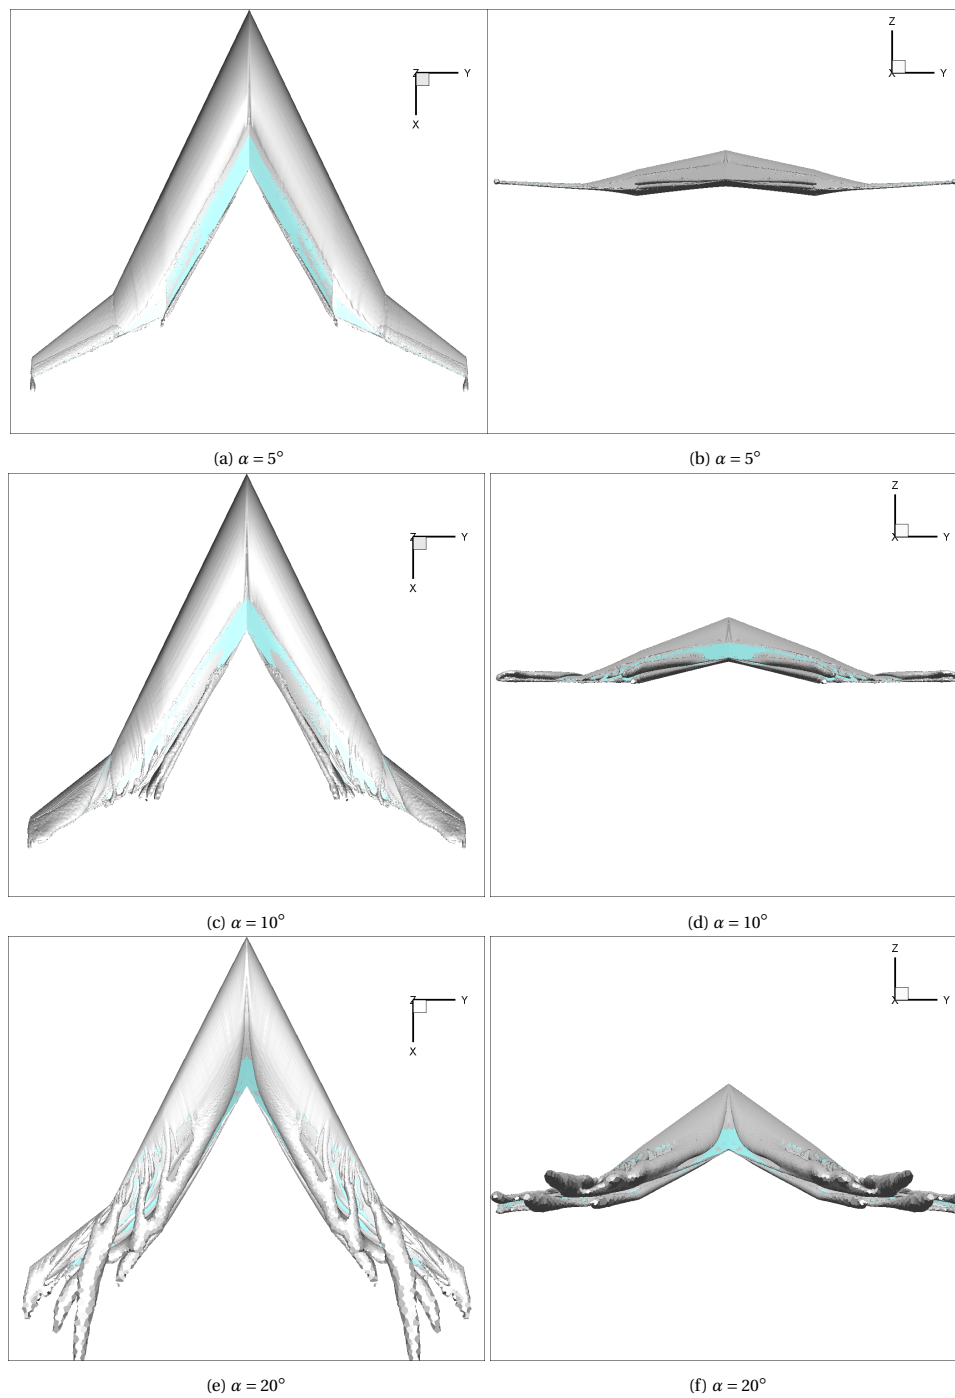 Z
Y
X
Z
X
Y
(a) α = 5°
(b) α = 5°
Z
Y
X
Z
X
Y
(c) α = 10°
(d) α = 10°
Z
Y
X
Z
X
Y
(e) α = 20°
(f) α = 20°